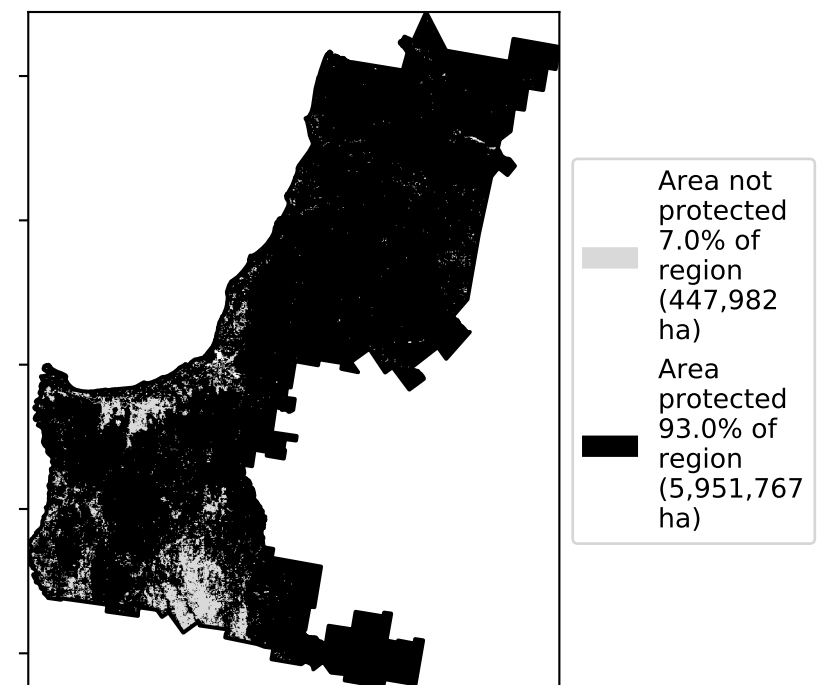 Area not
protected
7.0% of
region
(447,982
ha)
Area
protected
93.0% of
region
(5,951,767
ha)